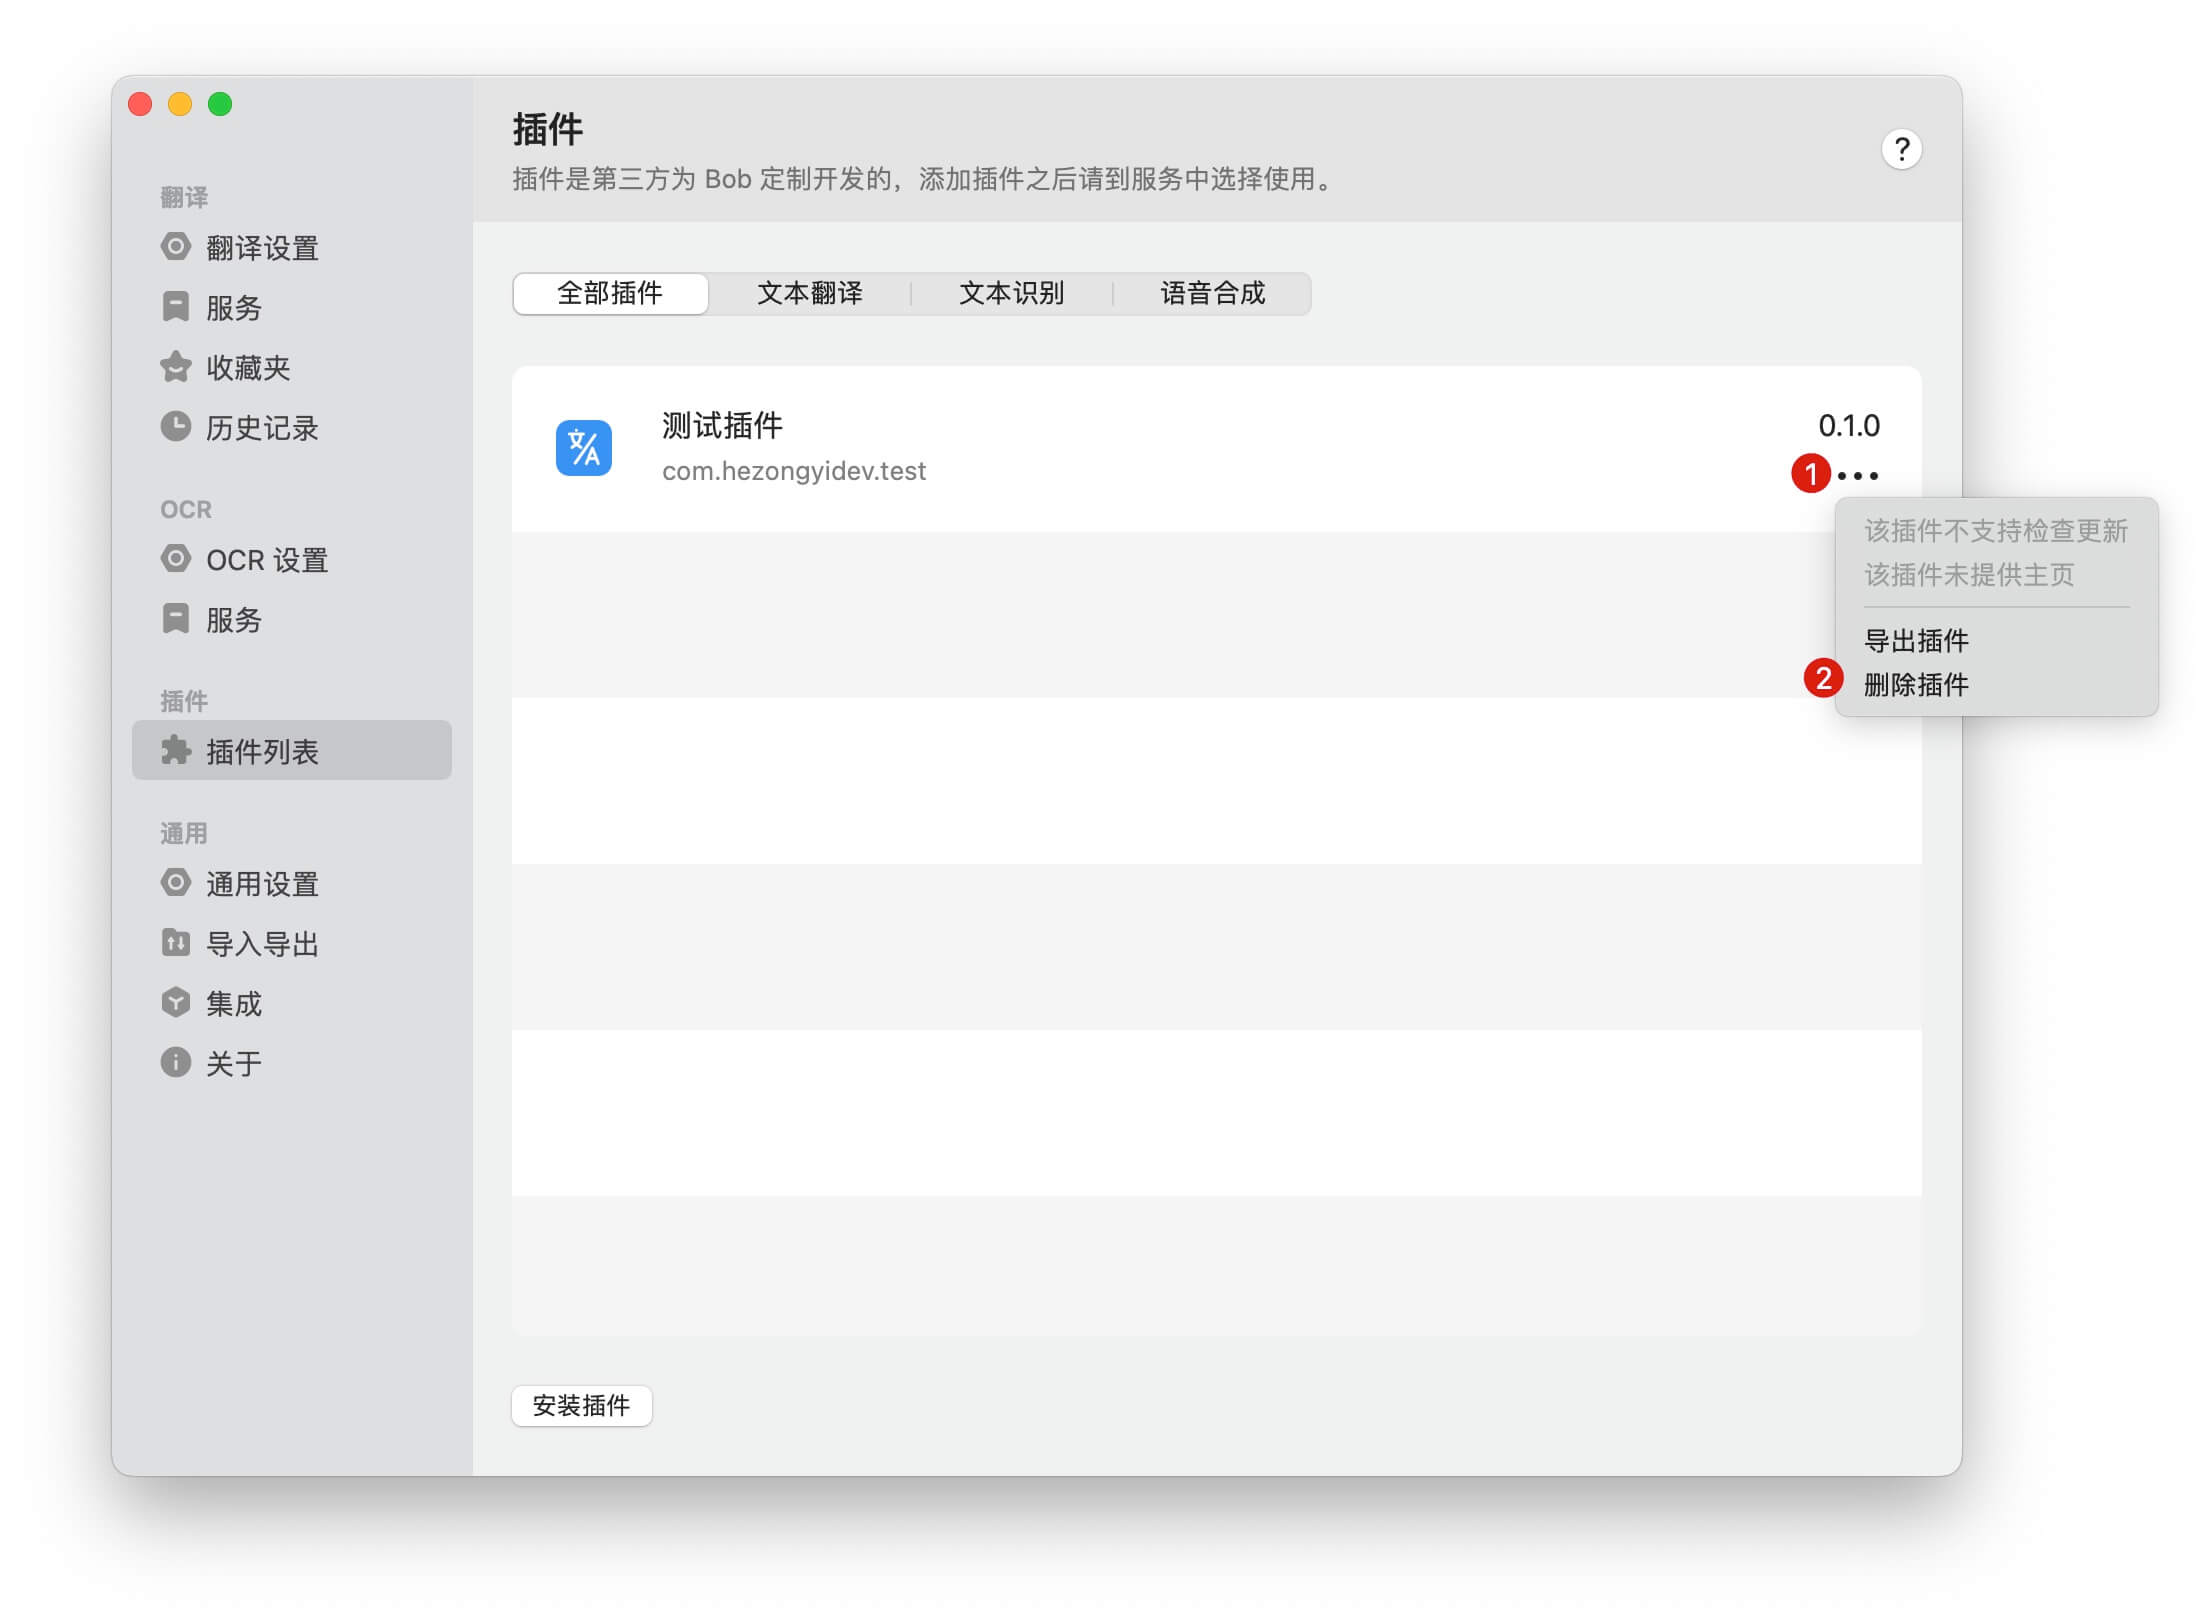 翻译
翻译设置
服务
收藏夹
历史记录
OCR
OCR 设置
服务
插件
插件列表
通用
通用设置
导入导出
集成
关于
插件
插件是第三方为 Bob 定制开发的，添加插件之后请到服务中选择使用。
?
全部插件
文本翻译
文本识别
语音合成
文A
测试插件
com.hezongyidev.test
0.1.0
1 •••
该插件不支持检查更新
该插件未提供主页
导出插件
2 删除插件
安装插件